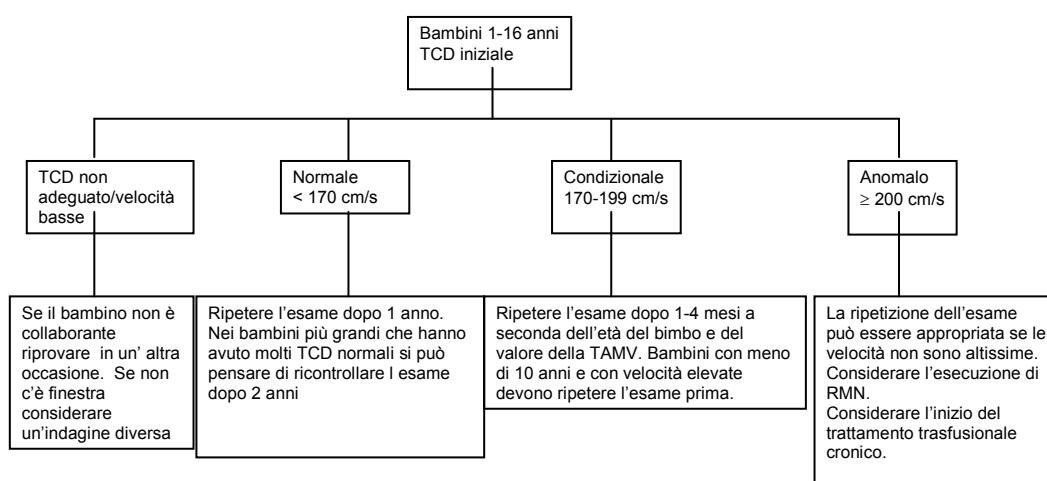 Bambini 1-16 anni
TCD iniziale
TCD non
adeguato/velocità
basse
Normale
< 170 cm/s
Condizionale
170-199 cm/s
Anomalo
≥ 200 cm/s
Se il bambino non è
collaborante
riprovare in un' altra
occasione. Se non
c'è finestra
considerare
un'indagine diversa
Ripetere l'esame dopo 1 anno.
Nei bambini più grandi che hanno
avuto molti TCD normali si può
pensare di ricontrollare l esame
dopo 2 anni
Ripetere l'esame dopo 1-4 mesi a
seconda dell'età del bimbo e del
valore della TAMV. Bambini con meno
di 10 anni e con velocità elevate
devono ripetere l'esame prima.
La ripetizione dell'esame
può essere appropriata se le
velocità non sono altissime.
Considerare l'esecuzione di
RMN.
Considerare l'inizio del
trattamento trasfusionale
cronico.